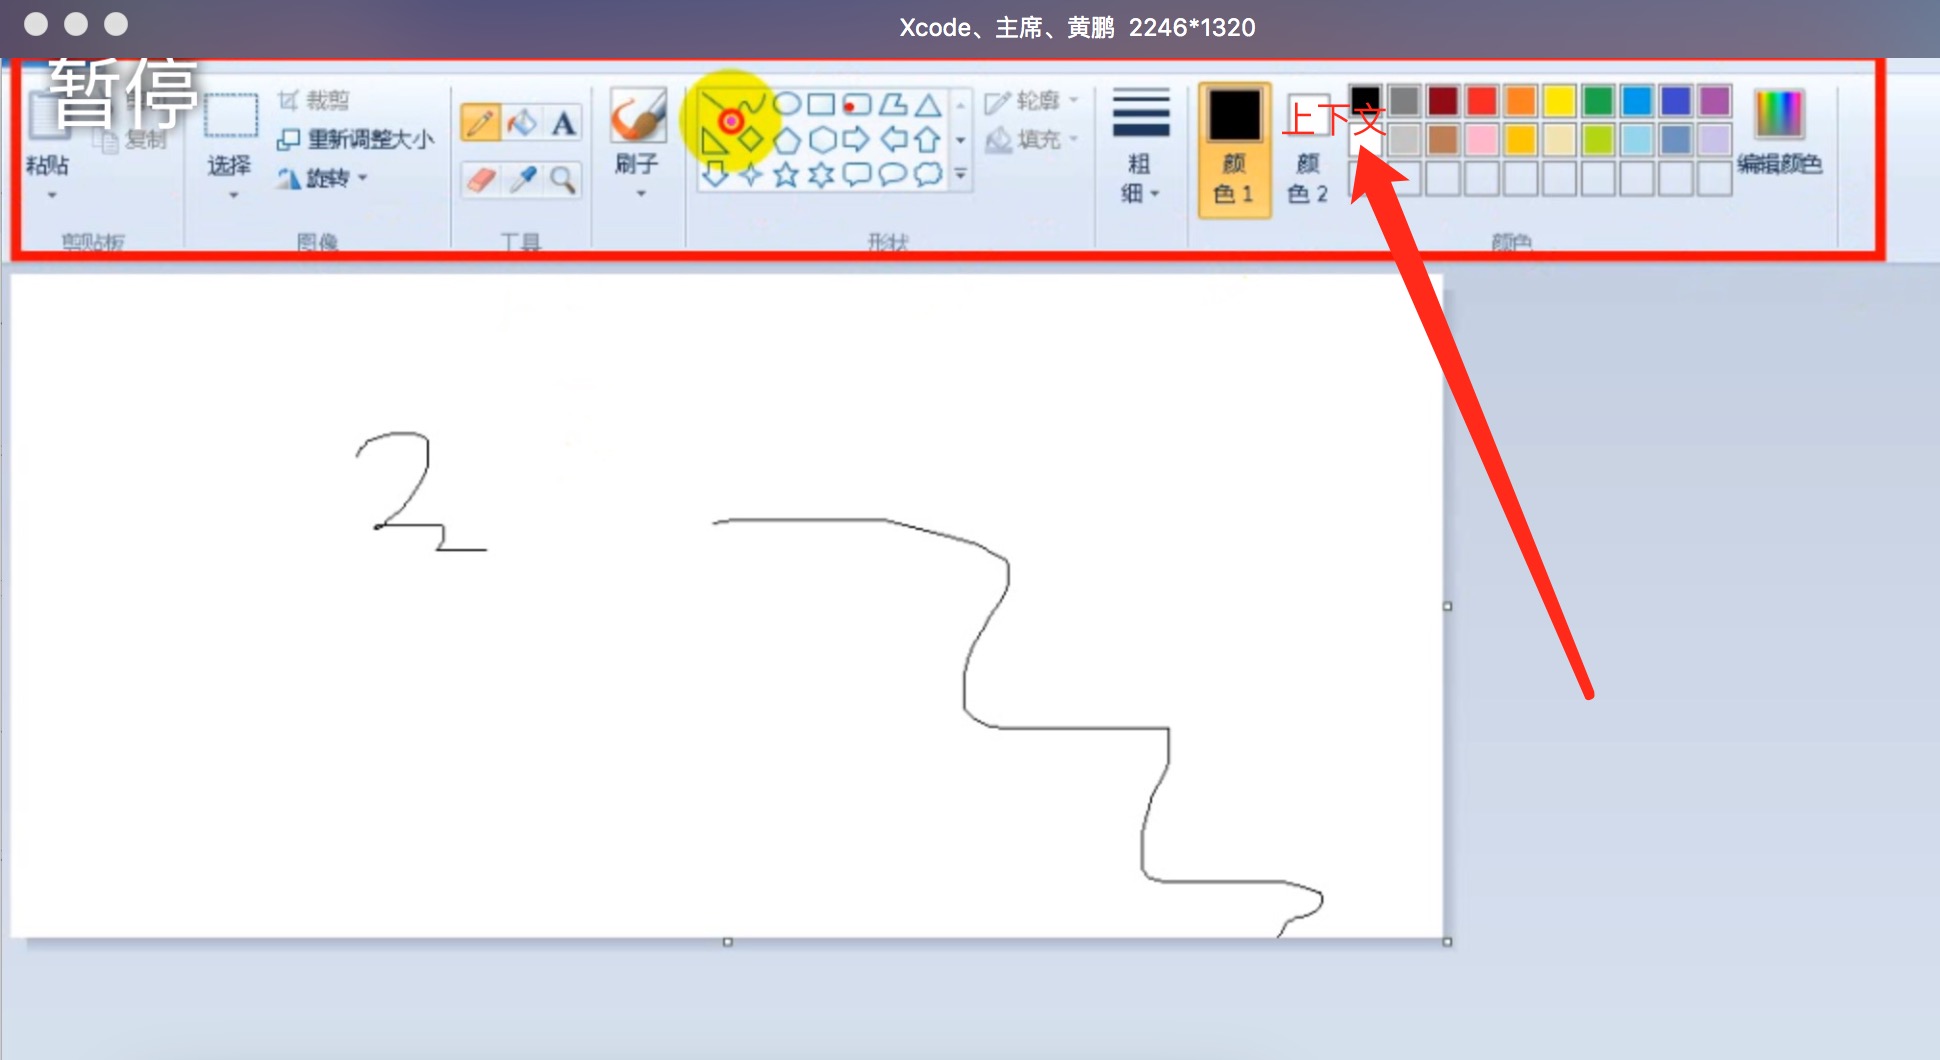 Xcode、主席、黄鹏 2246*1320
暂停
粘贴
复制
剪贴板
选择
裁剪
重新调整大小
旋转
图像
A
工具
刷子
轮廓
填充
形状
粗
细
颜
色 1
颜
色 2
上下文
编辑颜色
颜色
2